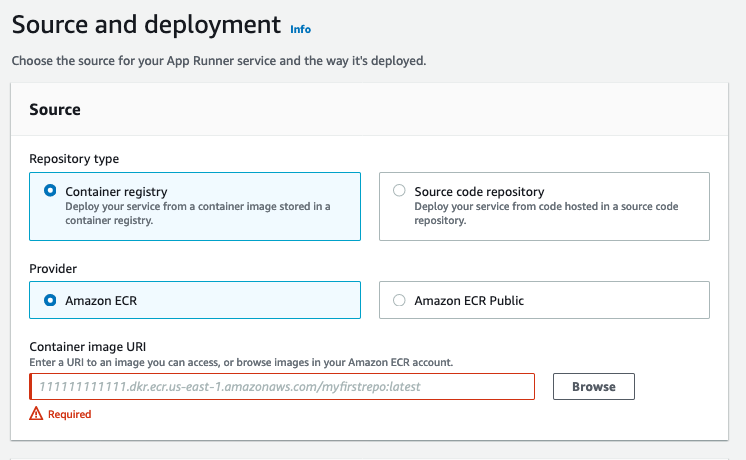 Source and deployment Info
Choose the source for your App Runner service and the way it's deployed.
Source
Repository type
Container registry
Deploy your service from a container image stored in a
container registry.
Source code repository
Deploy your service from code hosted in a source code
repository.
Provider
Amazon ECR
Amazon ECR Public
Container image URI
Enter a URI to an image you can access, or browse images in your Amazon ECR account.
111111111111.dkr.ecr.us-east-1.amazonaws.com/myfirstrepo:latest
Browse
Required